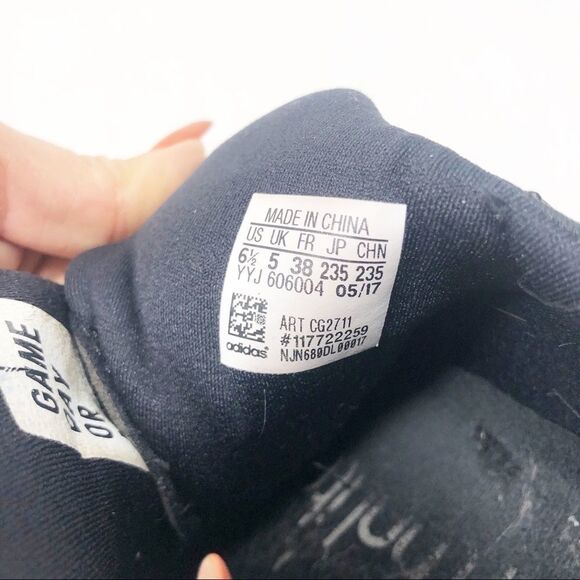 MADE IN CHINA
US UK FR JP CHN
6½ 5 38 235 235
YYJ 606004 05/17
ART CG2711
#117722259
NJN680DL00017
adidas
GAME
OR